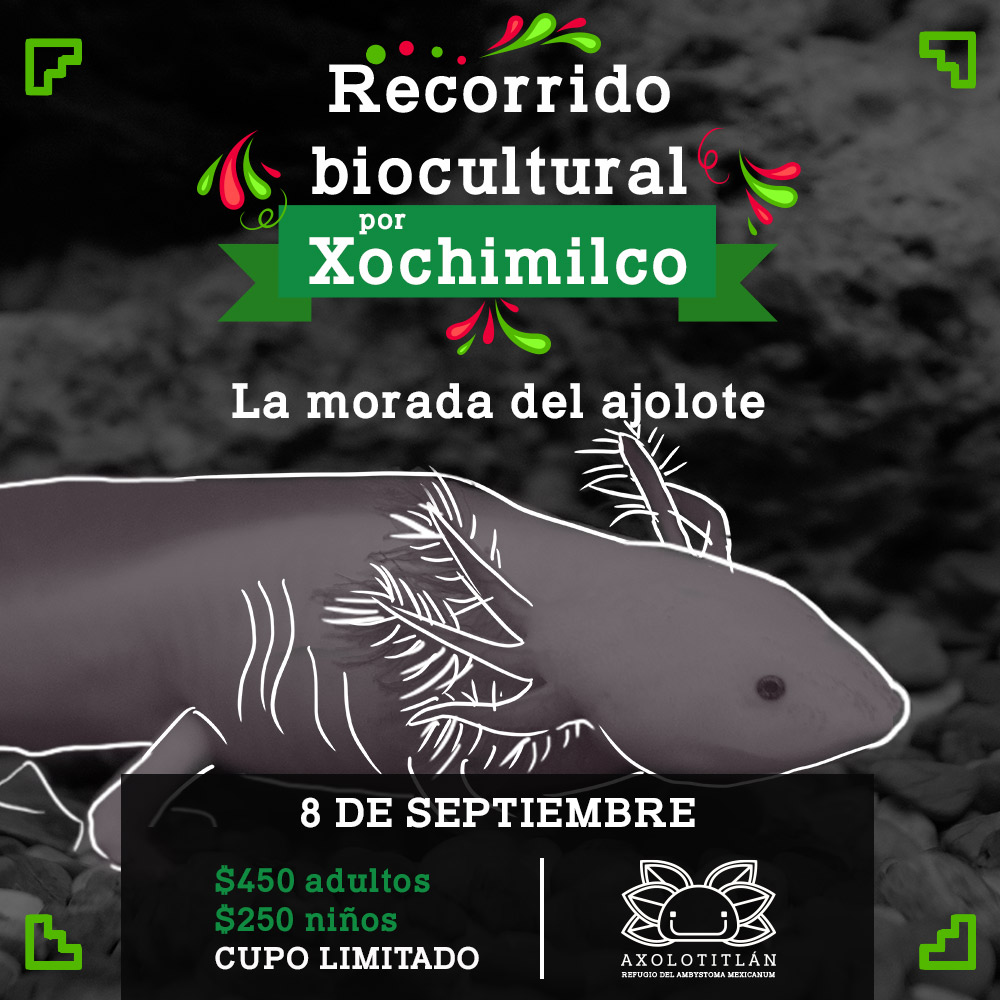 Recorrido
biocultural
por
Xochimilco
La morada del ajolote
8 DE SEPTIEMBRE
$450 adultos
$250 niños
CUPO LIMITADO
AXOLOTITLÁN
REFUGIO DEL AMBYSTOMA MEXICANUM